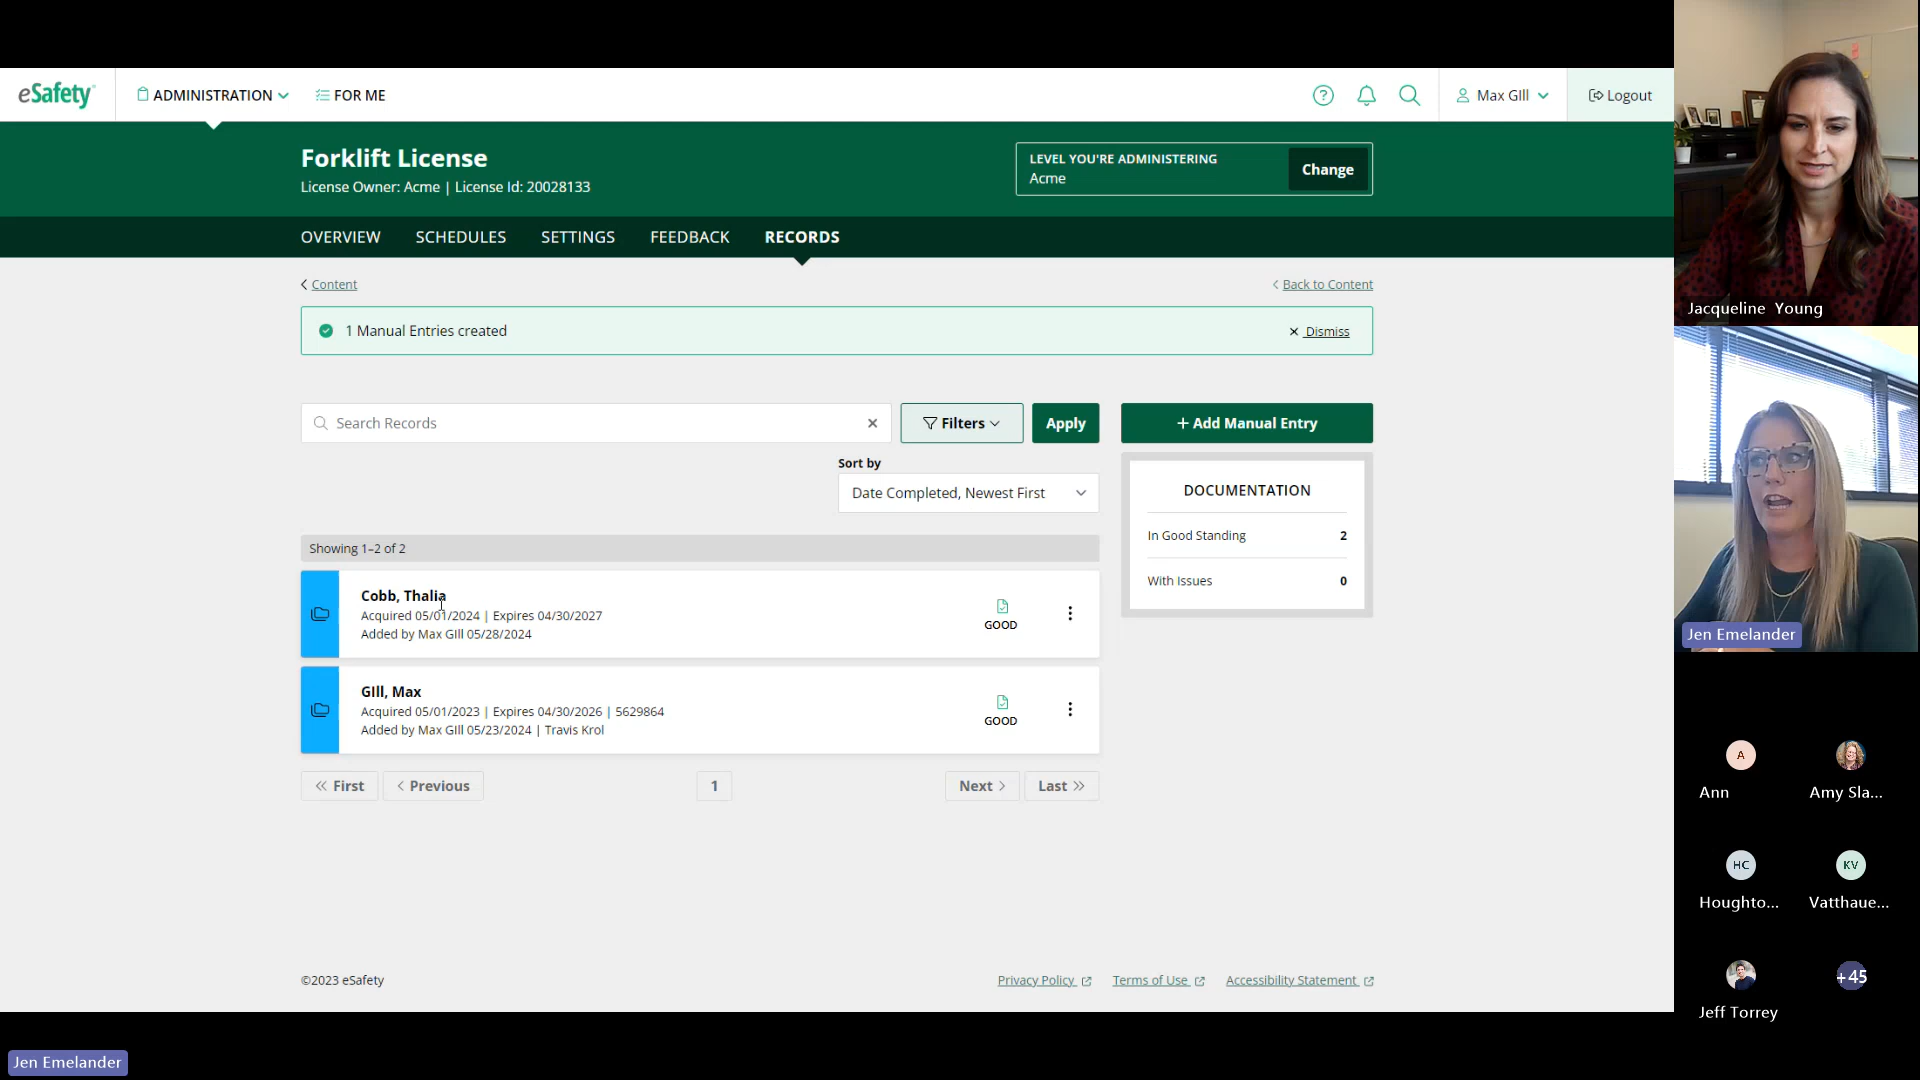 eSafety
ADMINISTRATION
FOR ME
Max GIll
Logout
Forklift License
License Owner: Acme | License Id: 20028133
LEVEL YOU'RE ADMINISTERING
Acme
Change
OVERVIEW
SCHEDULES
SETTINGS
FEEDBACK
RECORDS
Content
Back to Content
1 Manual Entries created
Dismiss
Search Records
Filters
Apply
+ Add Manual Entry
Sort by
Date Completed, Newest First
DOCUMENTATION
In Good Standing 2
With Issues 0
Showing 1–2 of 2
Cobb, Thalia
Acquired 05/01/2024 | Expires 04/30/2027
Added by Max GIll 05/28/2024
GOOD
GIll, Max
Acquired 05/01/2023 | Expires 04/30/2026 | 5629864
Added by Max GIll 05/23/2024 | Travis Krol
GOOD
First
Previous
1
Next
Last
©2023 eSafety
Privacy Policy
Terms of Use
Accessibility Statement
Jacqueline Young
Jen Emelander
A
Ann
Amy Sla...
HC
Houghto...
KV
Vatthaue...
Jeff Torrey
+45
Jen Emelander